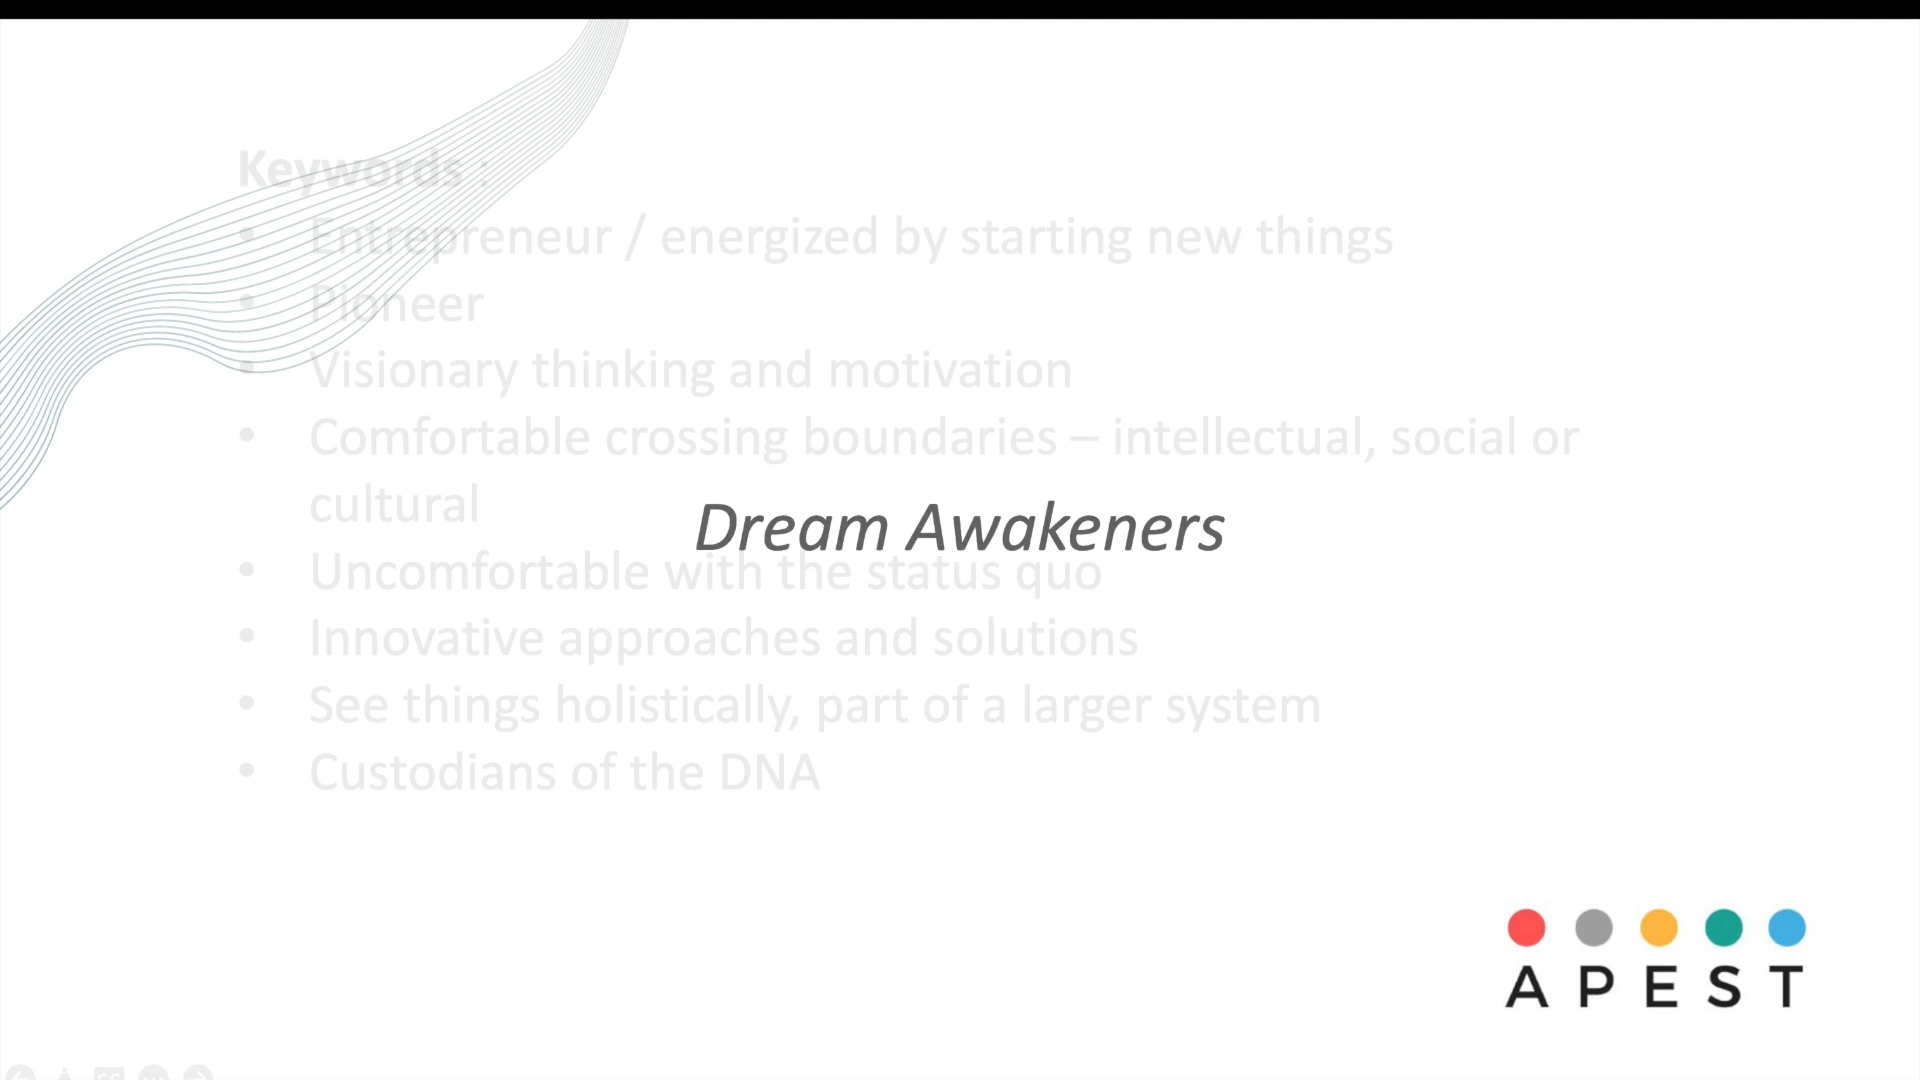 Keywords :
• Entrepreneur / energized by starting new things
• Pioneer
• Visionary thinking and motivation
• Comfortable crossing boundaries – intellectual, social or
cultural
Dream Awakeners
• Uncomfortable with the status quo
• Innovative approaches and solutions
• See things holistically, part of a larger system
• Custodians of the DNA
A P E S T